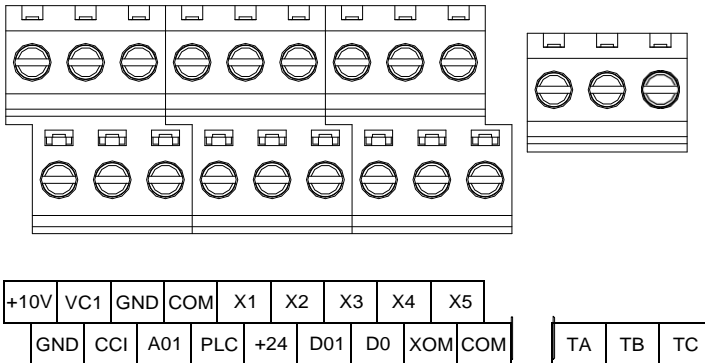 +10V VC1 GND COM X1 X2 X3 X4 X5
GND CCI A01 PLC +24 D01 D0 XOM COM TA TB TC